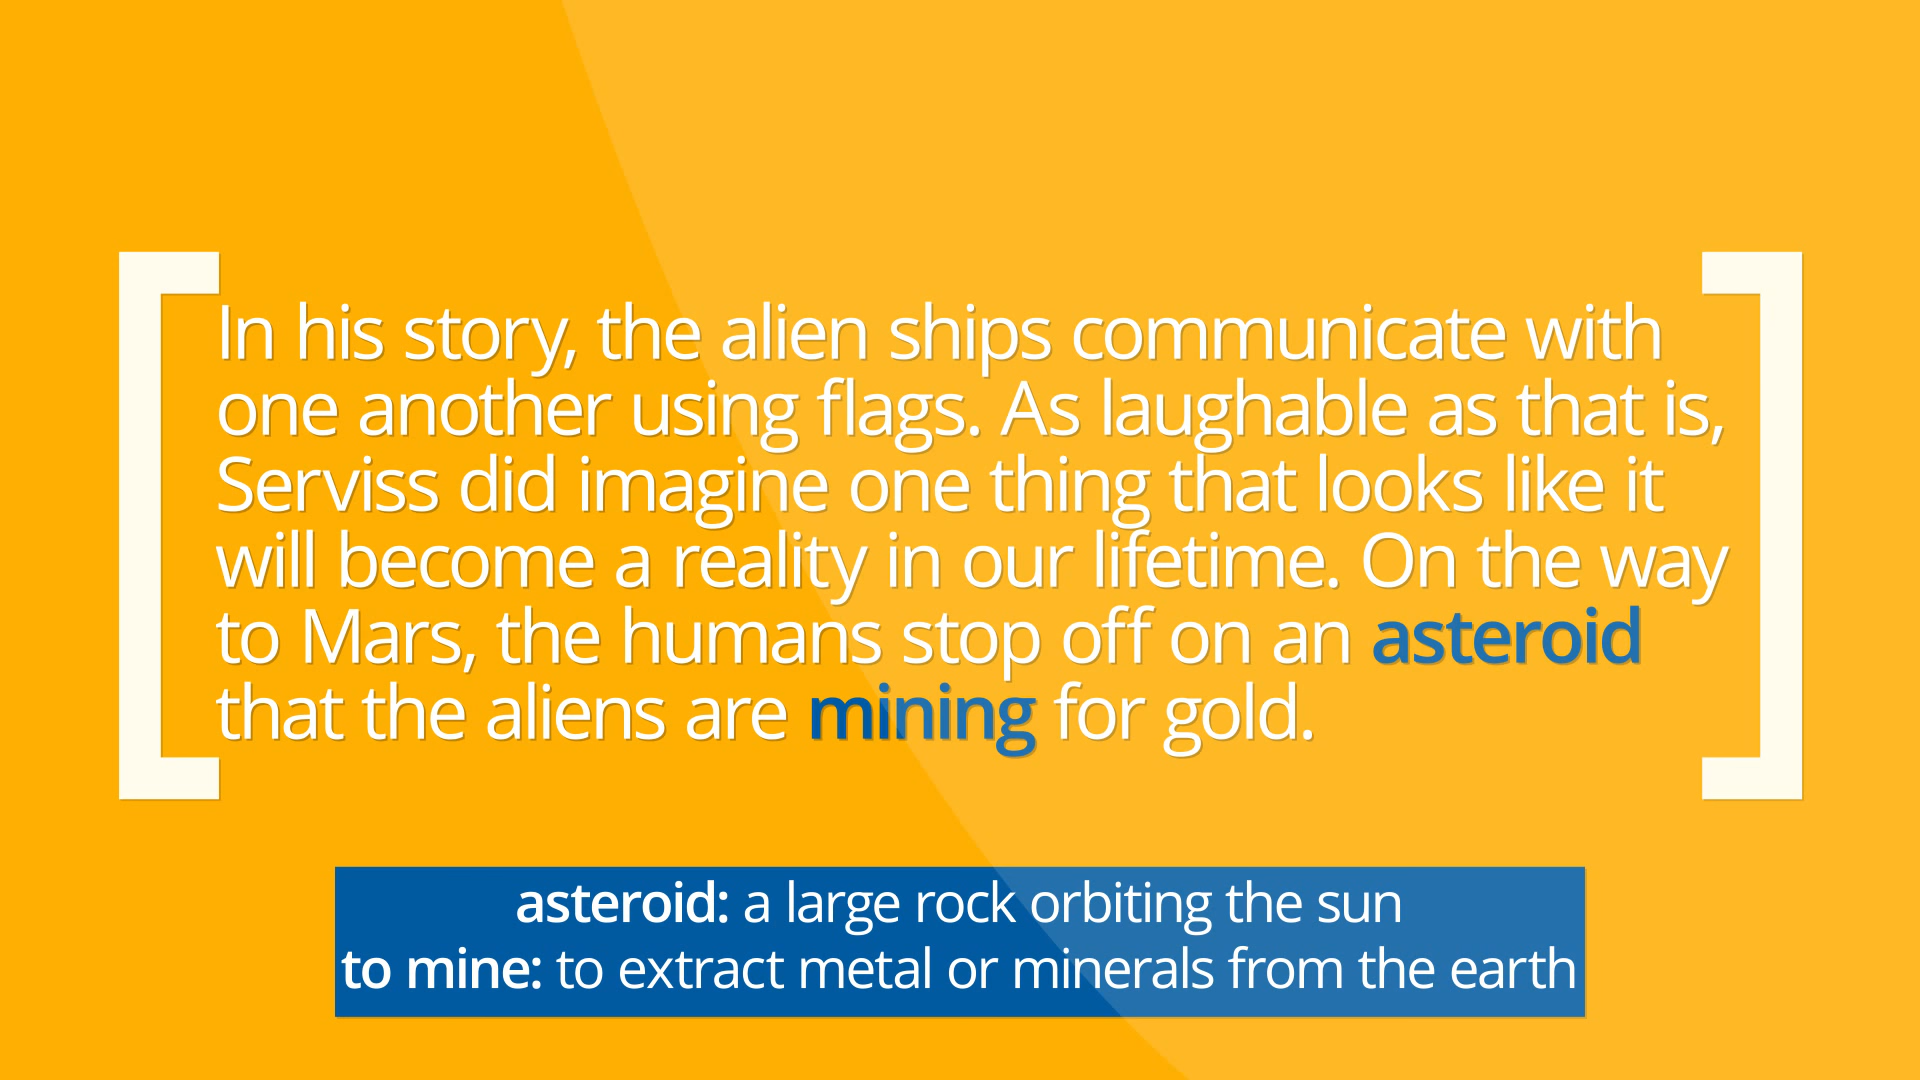 In his story, the alien ships communicate with
one another using flags. As laughable as that is,
Serviss did imagine one thing that looks like it
will become a reality in our lifetime. On the way
to Mars, the humans stop off on an asteroid
that the aliens are mining for gold.
asteroid: a large rock orbiting the sun
to mine: to extract metal or minerals from the earth